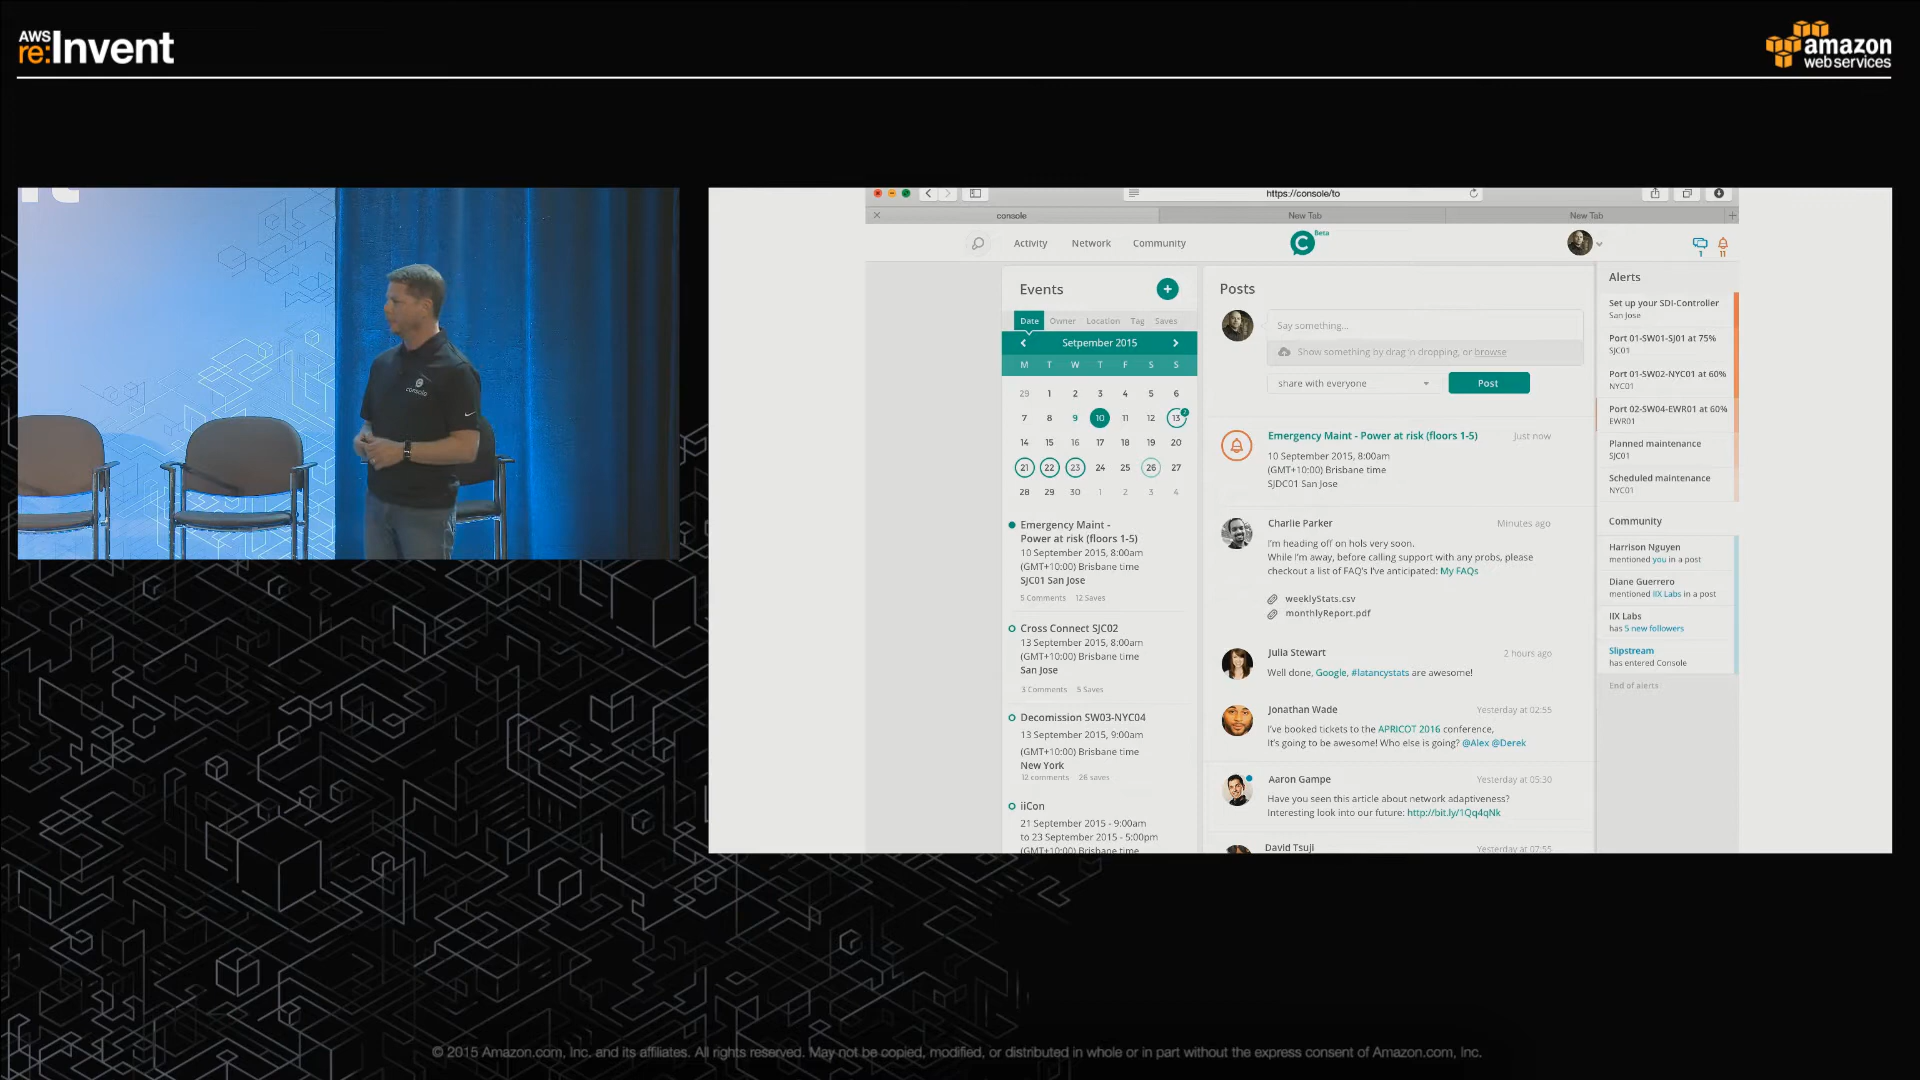 AWS
re:Invent
amazon
web services
console
https://console/to
console
New Tab
New Tab
Activity
Network
Community
C
Beta
1
11
Events
+
Date
Owner
Location
Tag
Saves
Setpember 2015
M T W T F S S
29 1 2 3 4 5 6
7 8 9 10 11 12 13 2
14 15 16 17 18 19 20
21 22 23 24 25 26 27
28 29 30 1 2 3 4
Emergency Maint -
Power at risk (floors 1-5)
10 September 2015, 8:00am
(GMT+10:00) Brisbane time
SJC01 San Jose
5 Comments 12 Saves
Cross Connect SJC02
13 September 2015, 8:00am
(GMT+10:00) Brisbane time
San Jose
3 Comments 5 Saves
Decomission SW03-NYC04
13 September 2015, 9:00am
(GMT+10:00) Brisbane time
New York
12 comments 26 saves
iiCon
21 September 2015 - 9:00am
to 23 September 2015 - 5:00pm
(GMT+10:00) Brisbane time
Posts
Say something...
Show something by drag 'n dropping, or browse
share with everyone
Post
Emergency Maint - Power at risk (floors 1-5)
Just now
10 September 2015, 8:00am
(GMT+10:00) Brisbane time
SJDC01 San Jose
Charlie Parker
Minutes ago
I'm heading off on hols very soon.
While I'm away, before calling support with any probs, please
checkout a list of FAQ's I've anticipated: My FAQs
weeklyStats.csv
monthlyReport.pdf
Julia Stewart
2 hours ago
Well done, Google, #latancystats are awesome!
Jonathan Wade
Yesterday at 02:55
I've booked tickets to the APRICOT 2016 conference,
It's going to be awesome! Who else is going? @Alex @Derek
Aaron Gampe
Yesterday at 05:30
Have you seen this article about network adaptiveness?
Interesting look into our future: http://bit.ly/1Qq4qNk
David Tsuji
Yesterday at 07:55
Alerts
Set up your SDI-Controller
San Jose
Port 01-SW01-SJ01 at 75%
SJC01
Port 01-SW02-NYC01 at 60%
NYC01
Port 02-SW04-EWR01 at 60%
EWR01
Planned maintenance
SJC01
Scheduled maintenance
NYC01
Community
Harrison Nguyen
mentioned you in a post
Diane Guerrero
mentioned IIX Labs in a post
IIX Labs
has 5 new followers
Slipstream
has entered Console
End of alerts
© 2015 Amazon.com, Inc. and its affiliates. All rights reserved. May not be copied, modified, or distributed in whole or in part without the express consent of Amazon.com, Inc.